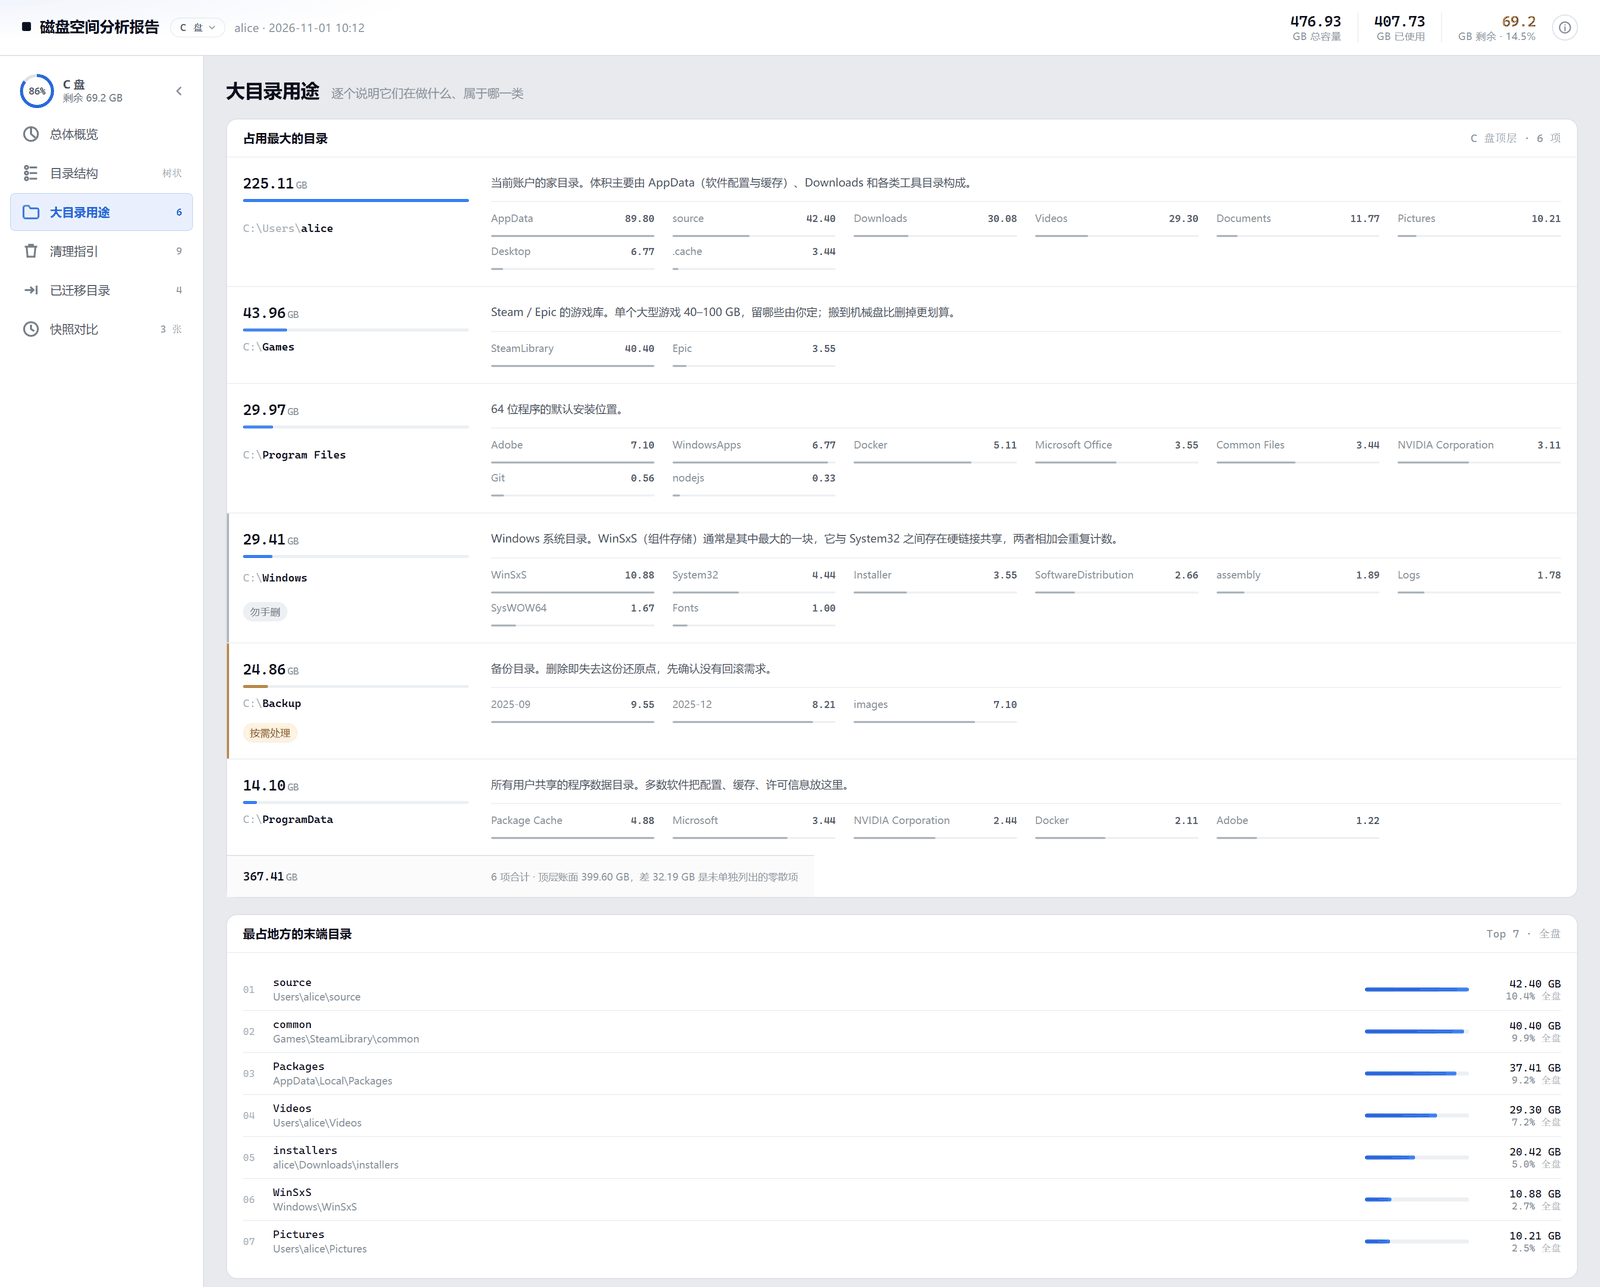 磁盘空间分析报告
C 盘
alice · 2026-11-01 10:12
476.93
GB 总容量
407.73
GB 已使用
69.2
GB 剩余 · 14.5%
86%
C 盘
剩余 69.2 GB
总体概览
目录结构 树状
大目录用途 6
清理指引 9
已迁移目录 4
快照对比 3 张
大目录用途 逐个说明它们在做什么、属于哪一类
占用最大的目录 C 盘顶层 · 6 项
225.11 GB
C:\Users\alice
当前账户的家目录。体积主要由 AppData（软件配置与缓存）、Downloads 和各类工具目录构成。
AppData 89.80 source 42.40 Downloads 30.08 Videos 29.30 Documents 11.77 Pictures 10.21
Desktop 6.77 .cache 3.44
43.96 GB
C:\Games
Steam / Epic 的游戏库。单个大型游戏 40–100 GB，留哪些由你定；搬到机械盘比删掉更划算。
SteamLibrary 40.40 Epic 3.55
29.97 GB
C:\Program Files
64 位程序的默认安装位置。
Adobe 7.10 WindowsApps 6.77 Docker 5.11 Microsoft Office 3.55 Common Files 3.44 NVIDIA Corporation 3.11
Git 0.56 nodejs 0.33
29.41 GB
C:\Windows
勿手删
Windows 系统目录。WinSxS（组件存储）通常是其中最大的一块，它与 System32 之间存在硬链接共享，两者相加会重复计数。
WinSxS 10.88 System32 4.44 Installer 3.55 SoftwareDistribution 2.66 assembly 1.89 Logs 1.78
SysWOW64 1.67 Fonts 1.00
24.86 GB
C:\Backup
按需处理
备份目录。删除即失去这份还原点，先确认没有回滚需求。
2025-09 9.55 2025-12 8.21 images 7.10
14.10 GB
C:\ProgramData
所有用户共享的程序数据目录。多数软件把配置、缓存、许可信息放这里。
Package Cache 4.88 Microsoft 3.44 NVIDIA Corporation 2.44 Docker 2.11 Adobe 1.22
367.41 GB 6 项合计 · 顶层账面 399.60 GB，差 32.19 GB 是未单独列出的零散项
最占地方的末端目录 Top 7 · 全盘
01 source 42.40 GB
Users\alice\source 10.4% 全盘
02 common 40.40 GB
Games\SteamLibrary\common 9.9% 全盘
03 Packages 37.41 GB
AppData\Local\Packages 9.2% 全盘
04 Videos 29.30 GB
Users\alice\Videos 7.2% 全盘
05 installers 20.42 GB
alice\Downloads\installers 5.0% 全盘
06 WinSxS 10.88 GB
Windows\WinSxS 2.7% 全盘
07 Pictures 10.21 GB
Users\alice\Pictures 2.5% 全盘